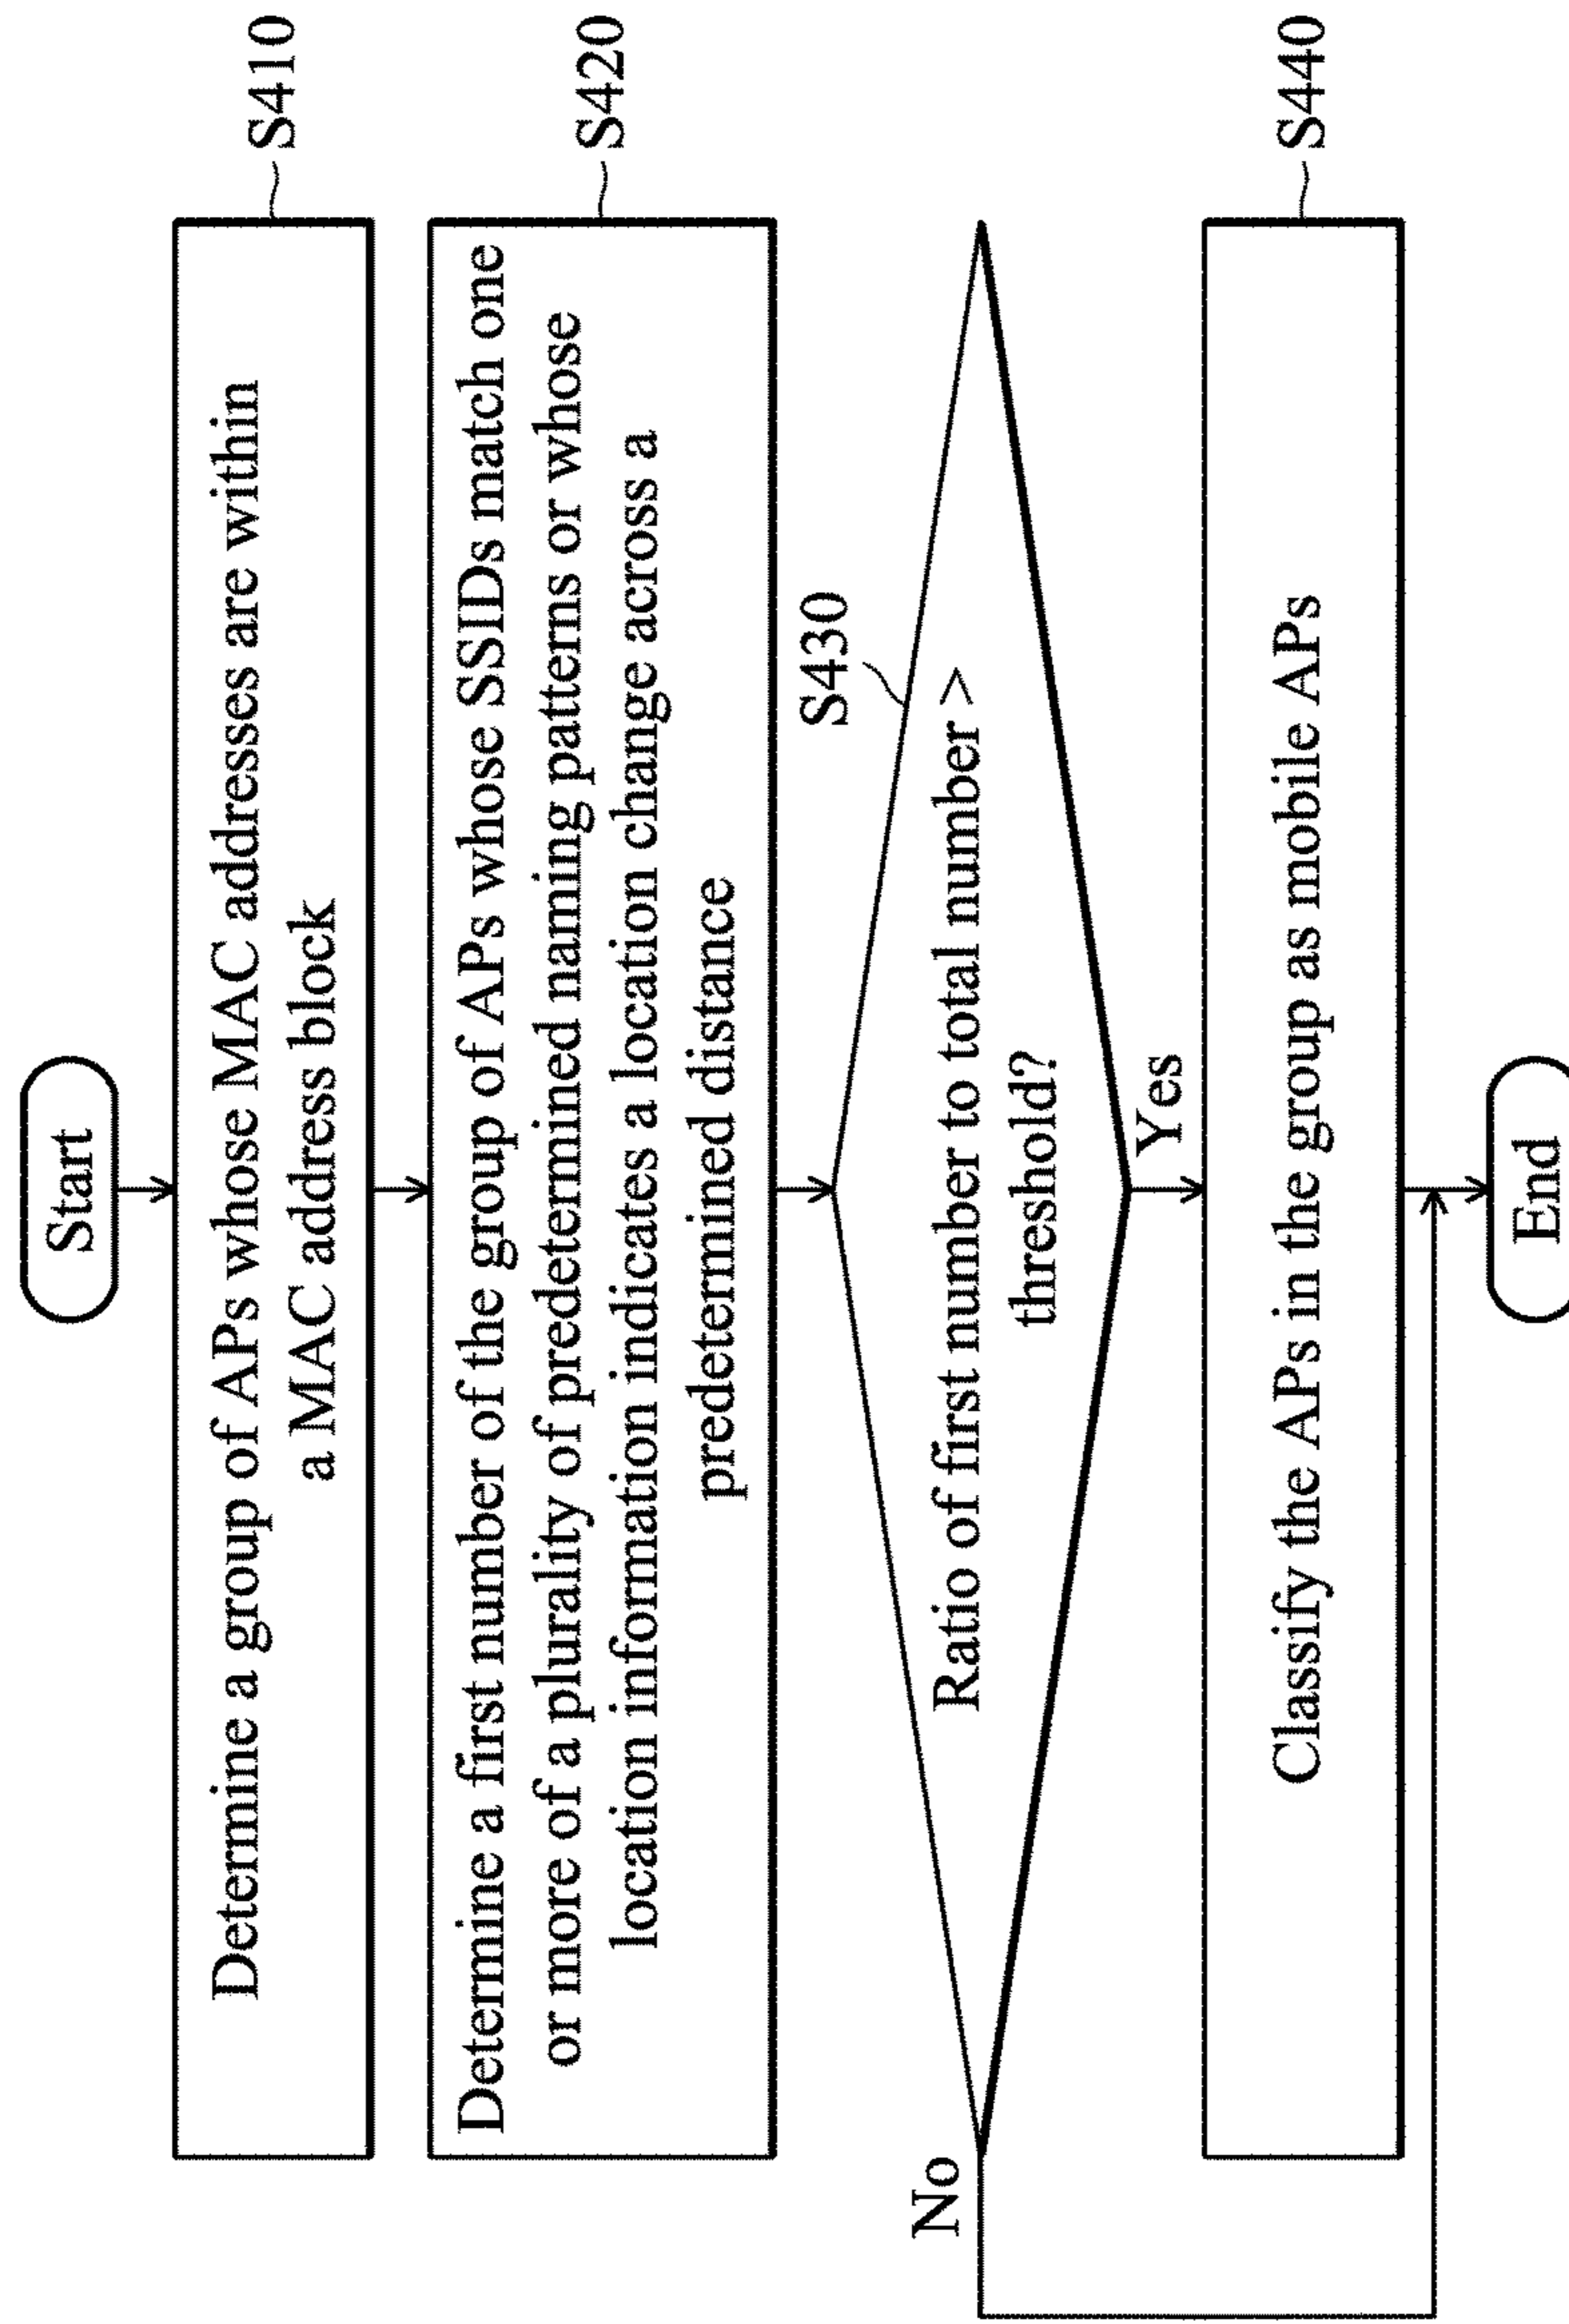 Start
Determine a group of APs whose MAC addresses are within
a MAC address block
S410
Determine a first number of the group of APs whose SSIDs match one
or more of a plurality of predetermined naming patterns or whose
location information indicates a location change across a
predetermined distance
S420
S430
Ratio of first number to total number >
threshold?
No
Yes
Classify the APs in the group as mobile APs
S440
End